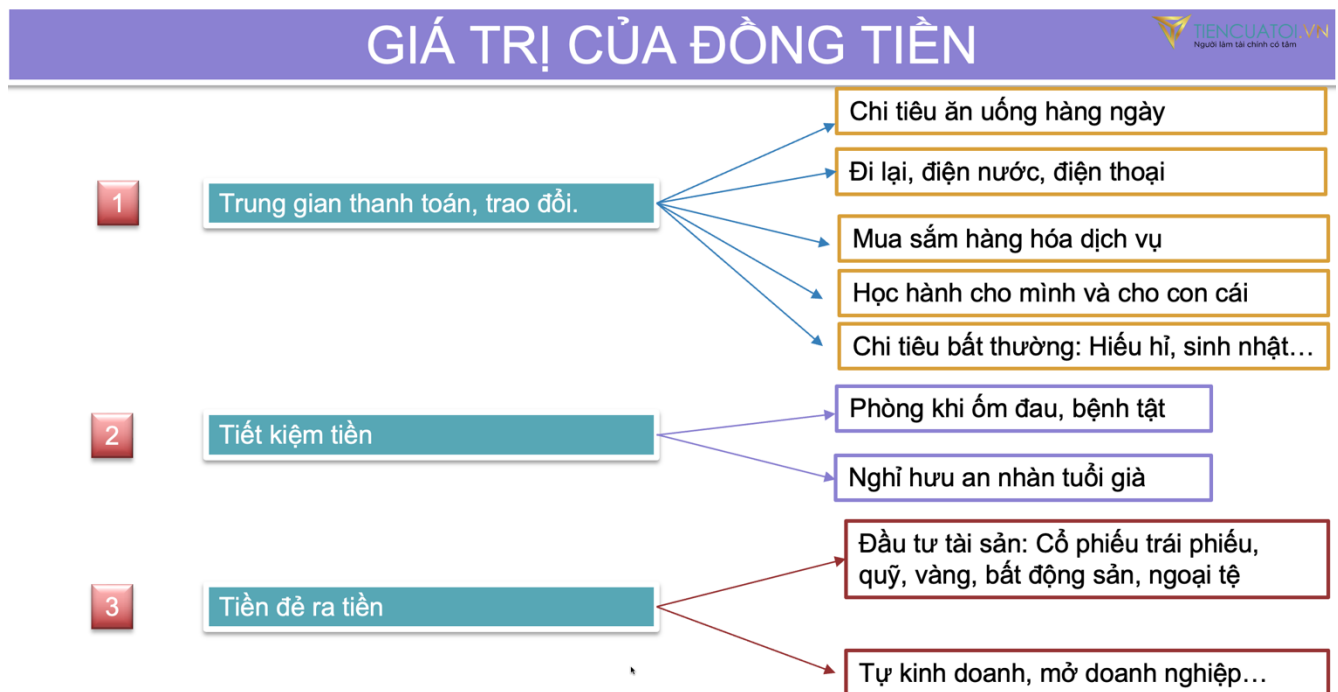 GIÁ TRỊ CỦA ĐỒNG TIỀN
TIENCUATOI.VN
Người làm tài chính có tâm
1
Trung gian thanh toán, trao đổi.
Chi tiêu ăn uống hàng ngày
Đi lại, điện nước, điện thoại
Mua sắm hàng hóa dịch vụ
Học hành cho mình và cho con cái
Chi tiêu bất thường: Hiếu hỉ, sinh nhật...
2
Tiết kiệm tiền
Phòng khi ốm đau, bệnh tật
Nghỉ hưu an nhàn tuổi già
3
Tiền đẻ ra tiền
Đầu tư tài sản: Cổ phiếu trái phiếu,
quỹ, vàng, bất động sản, ngoại tệ
Tự kinh doanh, mở doanh nghiệp...